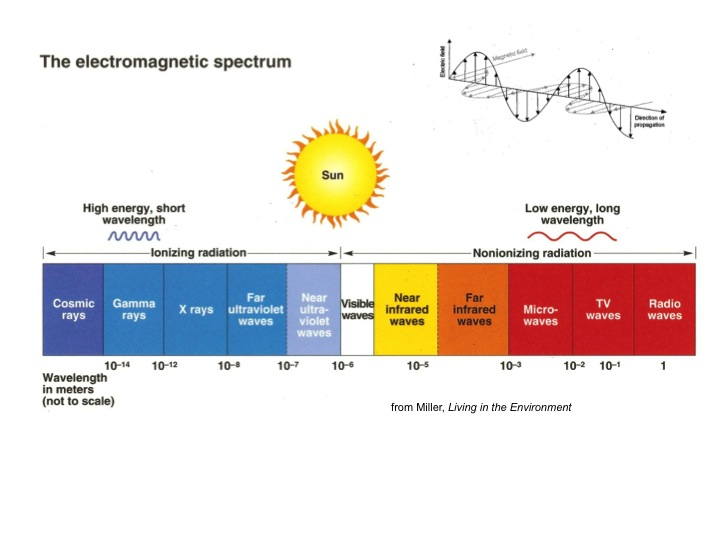 The electromagnetic spectrum
Electric field
Magnetic field
Direction of
propagation
Sun
High energy, short
wavelength
Low energy, long
wavelength
Ionizing radiation
Nonionizing radiation
Cosmic
rays
Gamma
rays
X rays
Far
ultraviolet
waves
Near
ultra-
violet
waves
Visible
waves
Near
infrared
waves
Far
infrared
waves
Micro-
waves
TV
waves
Radio
waves
10⁻¹⁴ 10⁻¹² 10⁻⁸ 10⁻⁷ 10⁻⁶ 10⁻⁵ 10⁻³ 10⁻² 10⁻¹ 1
Wavelength
in meters
(not to scale)
from Miller, Living in the Environment